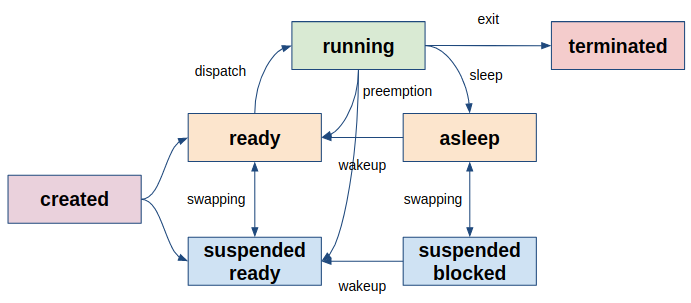 exit
running
terminated
dispatch
sleep
preemption
ready
asleep
wakeup
created
swapping
swapping
suspended
ready
suspended
blocked
wakeup